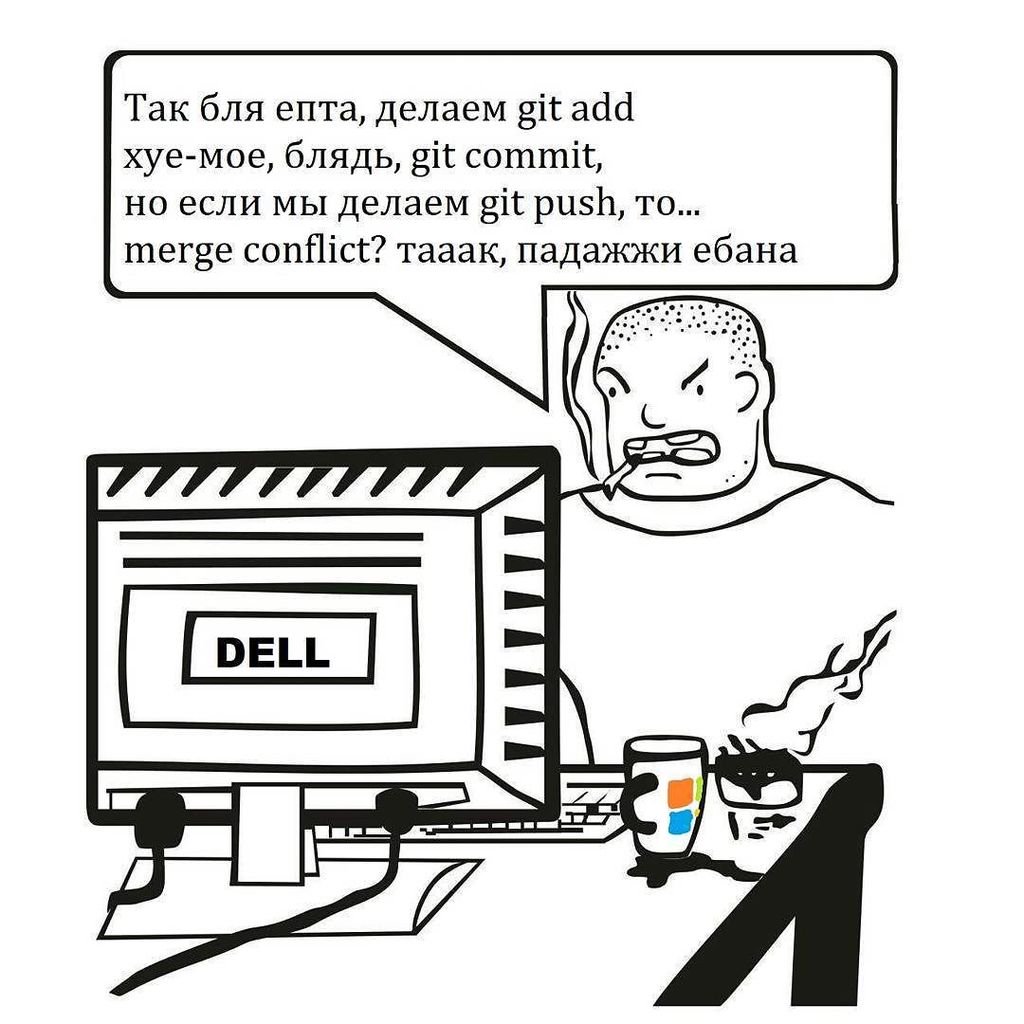 Так бля епта, делаем git add
хуе-мое, блядь, git commit,
но если мы делаем git push, то...
merge conflict? тааак, падажжи ебана
DELL